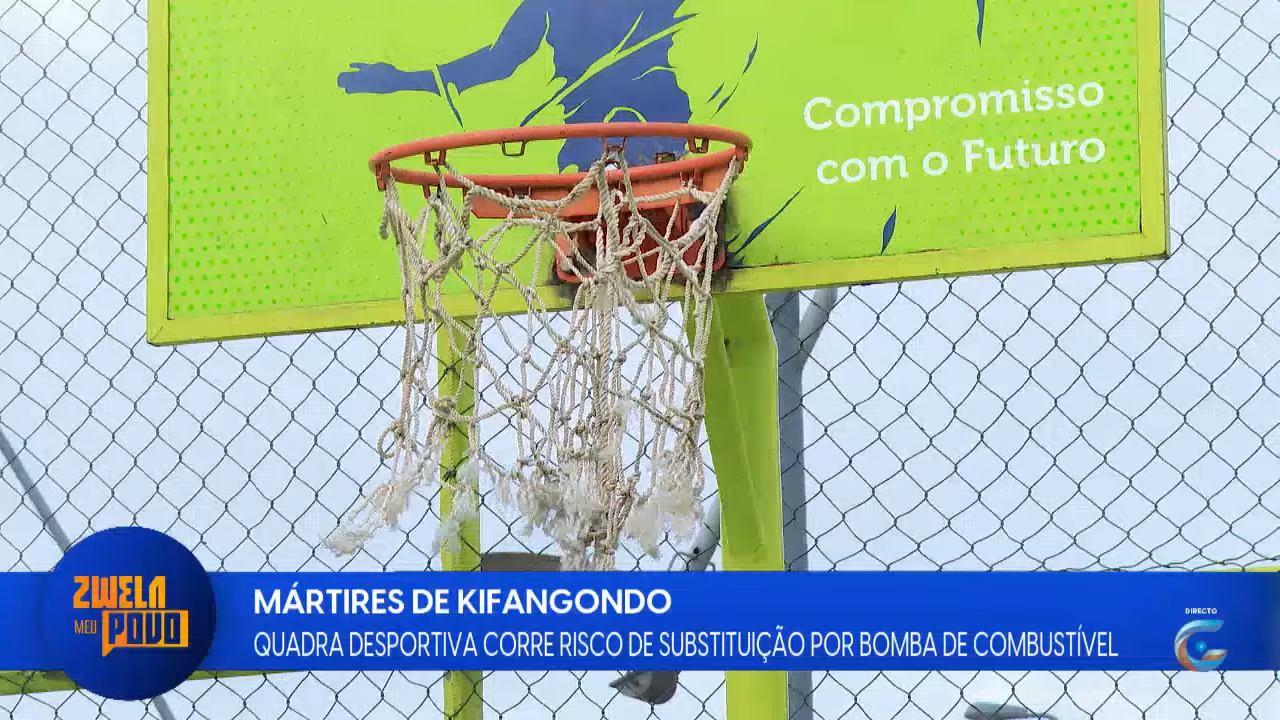 Compromisso
com o Futuro
ZWELA
MEU POVO
MÁRTIRES DE KIFANGONDO
QUADRA DESPORTIVA CORRE RISCO DE SUBSTITUIÇÃO POR BOMBA DE COMBUSTÍVEL
DIRECTO